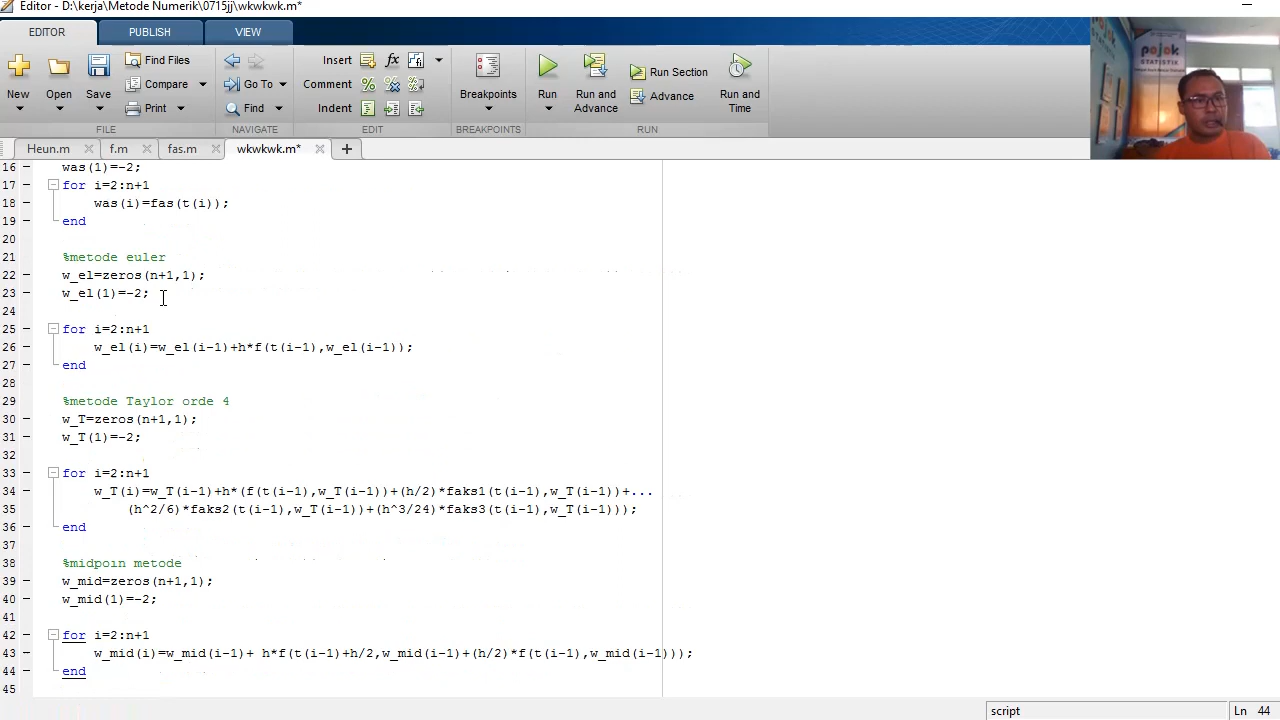 Editor - D:\kerja\Metode Numerik\0715jj\wkwkwk.m*
EDITOR PUBLISH VIEW
New Open Save Find Files Compare Print
Go To Find
Insert Comment Indent
Breakpoints
Run Run and Advance Run Section Advance Run and Time
FILE NAVIGATE EDIT BREAKPOINTS RUN
Heun.m f.m fas.m wkwkwk.m*
16 was(1)=-2;
17 for i=2:n+1
18 was(i)=fas(t(i));
19 end
20
21 %metode euler
22 w_el=zeros(n+1,1);
23 w_el(1)=-2;
24
25 for i=2:n+1
26 w_el(i)=w_el(i-1)+h*f(t(i-1),w_el(i-1));
27 end
28
29 %metode Taylor orde 4
30 w_T=zeros(n+1,1);
31 w_T(1)=-2;
32
33 for i=2:n+1
34 w_T(i)=w_T(i-1)+h*(f(t(i-1),w_T(i-1))+(h/2)*faks1(t(i-1),w_T(i-1))+...
35 (h^2/6)*faks2(t(i-1),w_T(i-1))+(h^3/24)*faks3(t(i-1),w_T(i-1)));
36 end
37
38 %midpoin metode
39 w_mid=zeros(n+1,1);
40 w_mid(1)=-2;
41
42 for i=2:n+1
43 w_mid(i)=w_mid(i-1)+ h*f(t(i-1)+h/2,w_mid(i-1)+(h/2)*f(t(i-1),w_mid(i-1)));
44 end
45
script Ln 44
pojok
STATISTIK